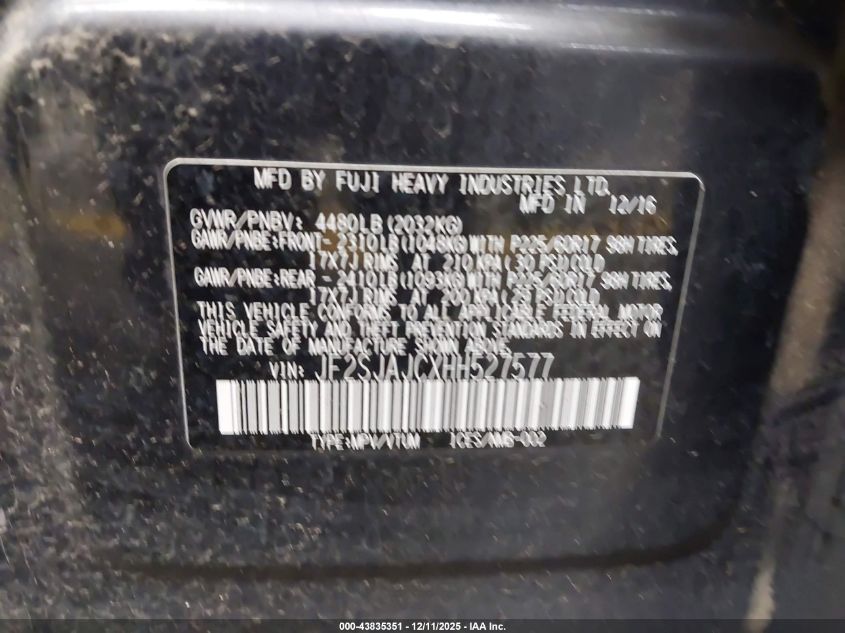 MFD BY FUJI HEAVY INDUSTRIES LTD.
MFD IN 12/16
GVWR/PNBV: 4480LB (2032KG)
GAWR/PNBE:FRONT- 2310LB(1048KG)WITH P225/60R17 98H TIRES,
17X7J RIMS AT 210 KPA(30 PSI)COLD
GAWR/PNBE:REAR - 2410LB(1093KG)WITH P225/60R17 98H TIRES,
17X7J RIMS AT 200 KPA(29 PSI)COLD
THIS VEHICLE CONFORMS TO ALL APPLICABLE FEDERAL MOTOR
VEHICLE SAFETY AND THEFT PREVENTION STANDARDS IN EFFECT ON
THE DATE OF MANUFACTURE SHOWN ABOVE.
VIN: JF2SJAJCXHH527577
TYPE:MPV/VTUM ICES/NMB-002
000-43835351 - 12/11/2025 - IAA Inc.